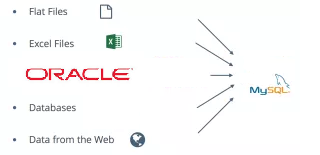 Flat Files
Excel Files
ORACLE
MySQL
Databases
Data from the Web